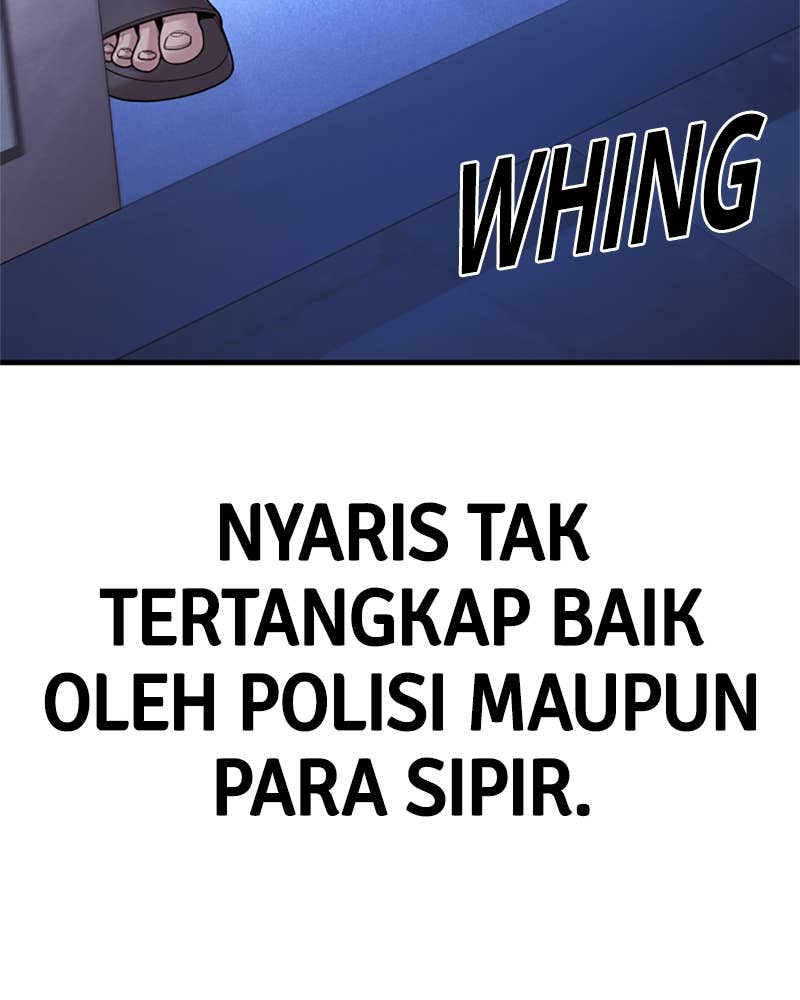 WHING
NYARIS TAK
TERTANGKAP BAIK
OLEH POLISI MAUPUN
PARA SIPIR.